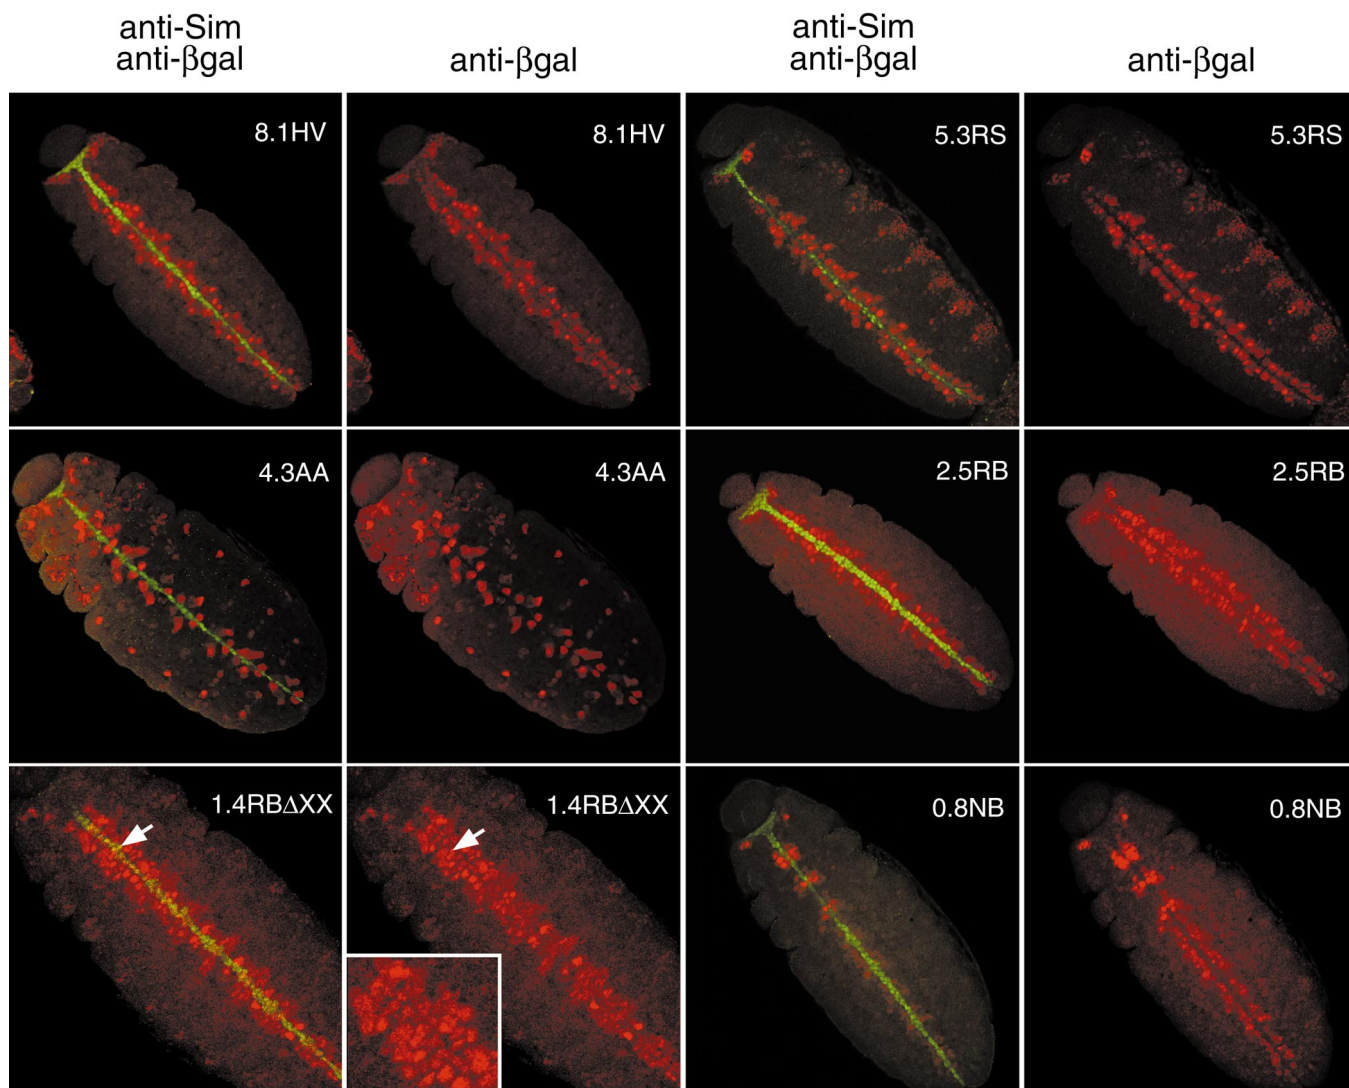 anti-Sim
anti-βgal
anti-βgal
anti-Sim
anti-βgal
anti-βgal
8.1HV
8.1HV
5.3RS
5.3RS
4.3AA
4.3AA
2.5RB
2.5RB
1.4RBΔXX
1.4RBΔXX
0.8NB
0.8NB